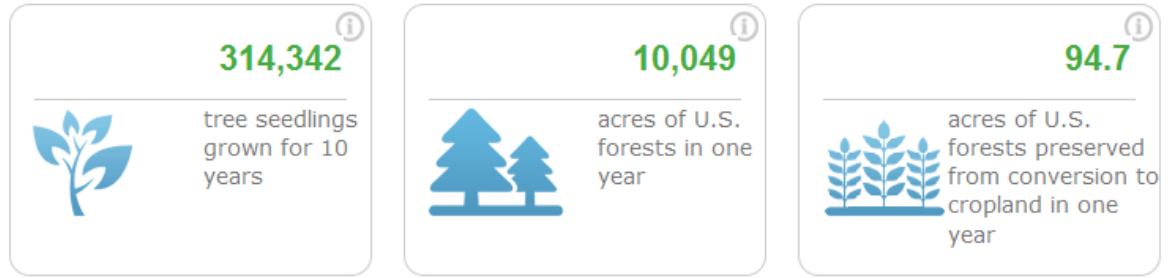 314,342
tree seedlings
grown for 10
years
10,049
acres of U.S.
forests in one
year
94.7
acres of U.S.
forests preserved
from conversion to
cropland in one
year